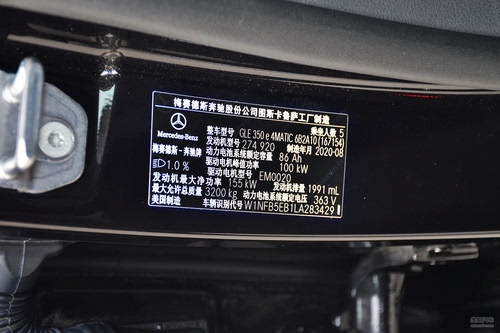 梅赛德斯奔驰股份公司图斯卡鲁萨工厂制造
整车型号 GLE 350 e 4MATIC 6B2A10(167154) 乘坐人数 5
Mercedes-Benz 发动机型号 274 920 制造年月 2020-08
梅赛德斯-奔驰牌 动力电池系统额定容量 86 Ah
驱动电机峰值功率 100 kW
1.0 % 驱动电机型号 EM0020
发动机最大净功率 155 kW 发动机排量 1991 mL
最大允许总质量 3200 kg 动力电池系统额定电压 363 V
美国制造 车辆识别代号 W1NFB5EB1LA283429